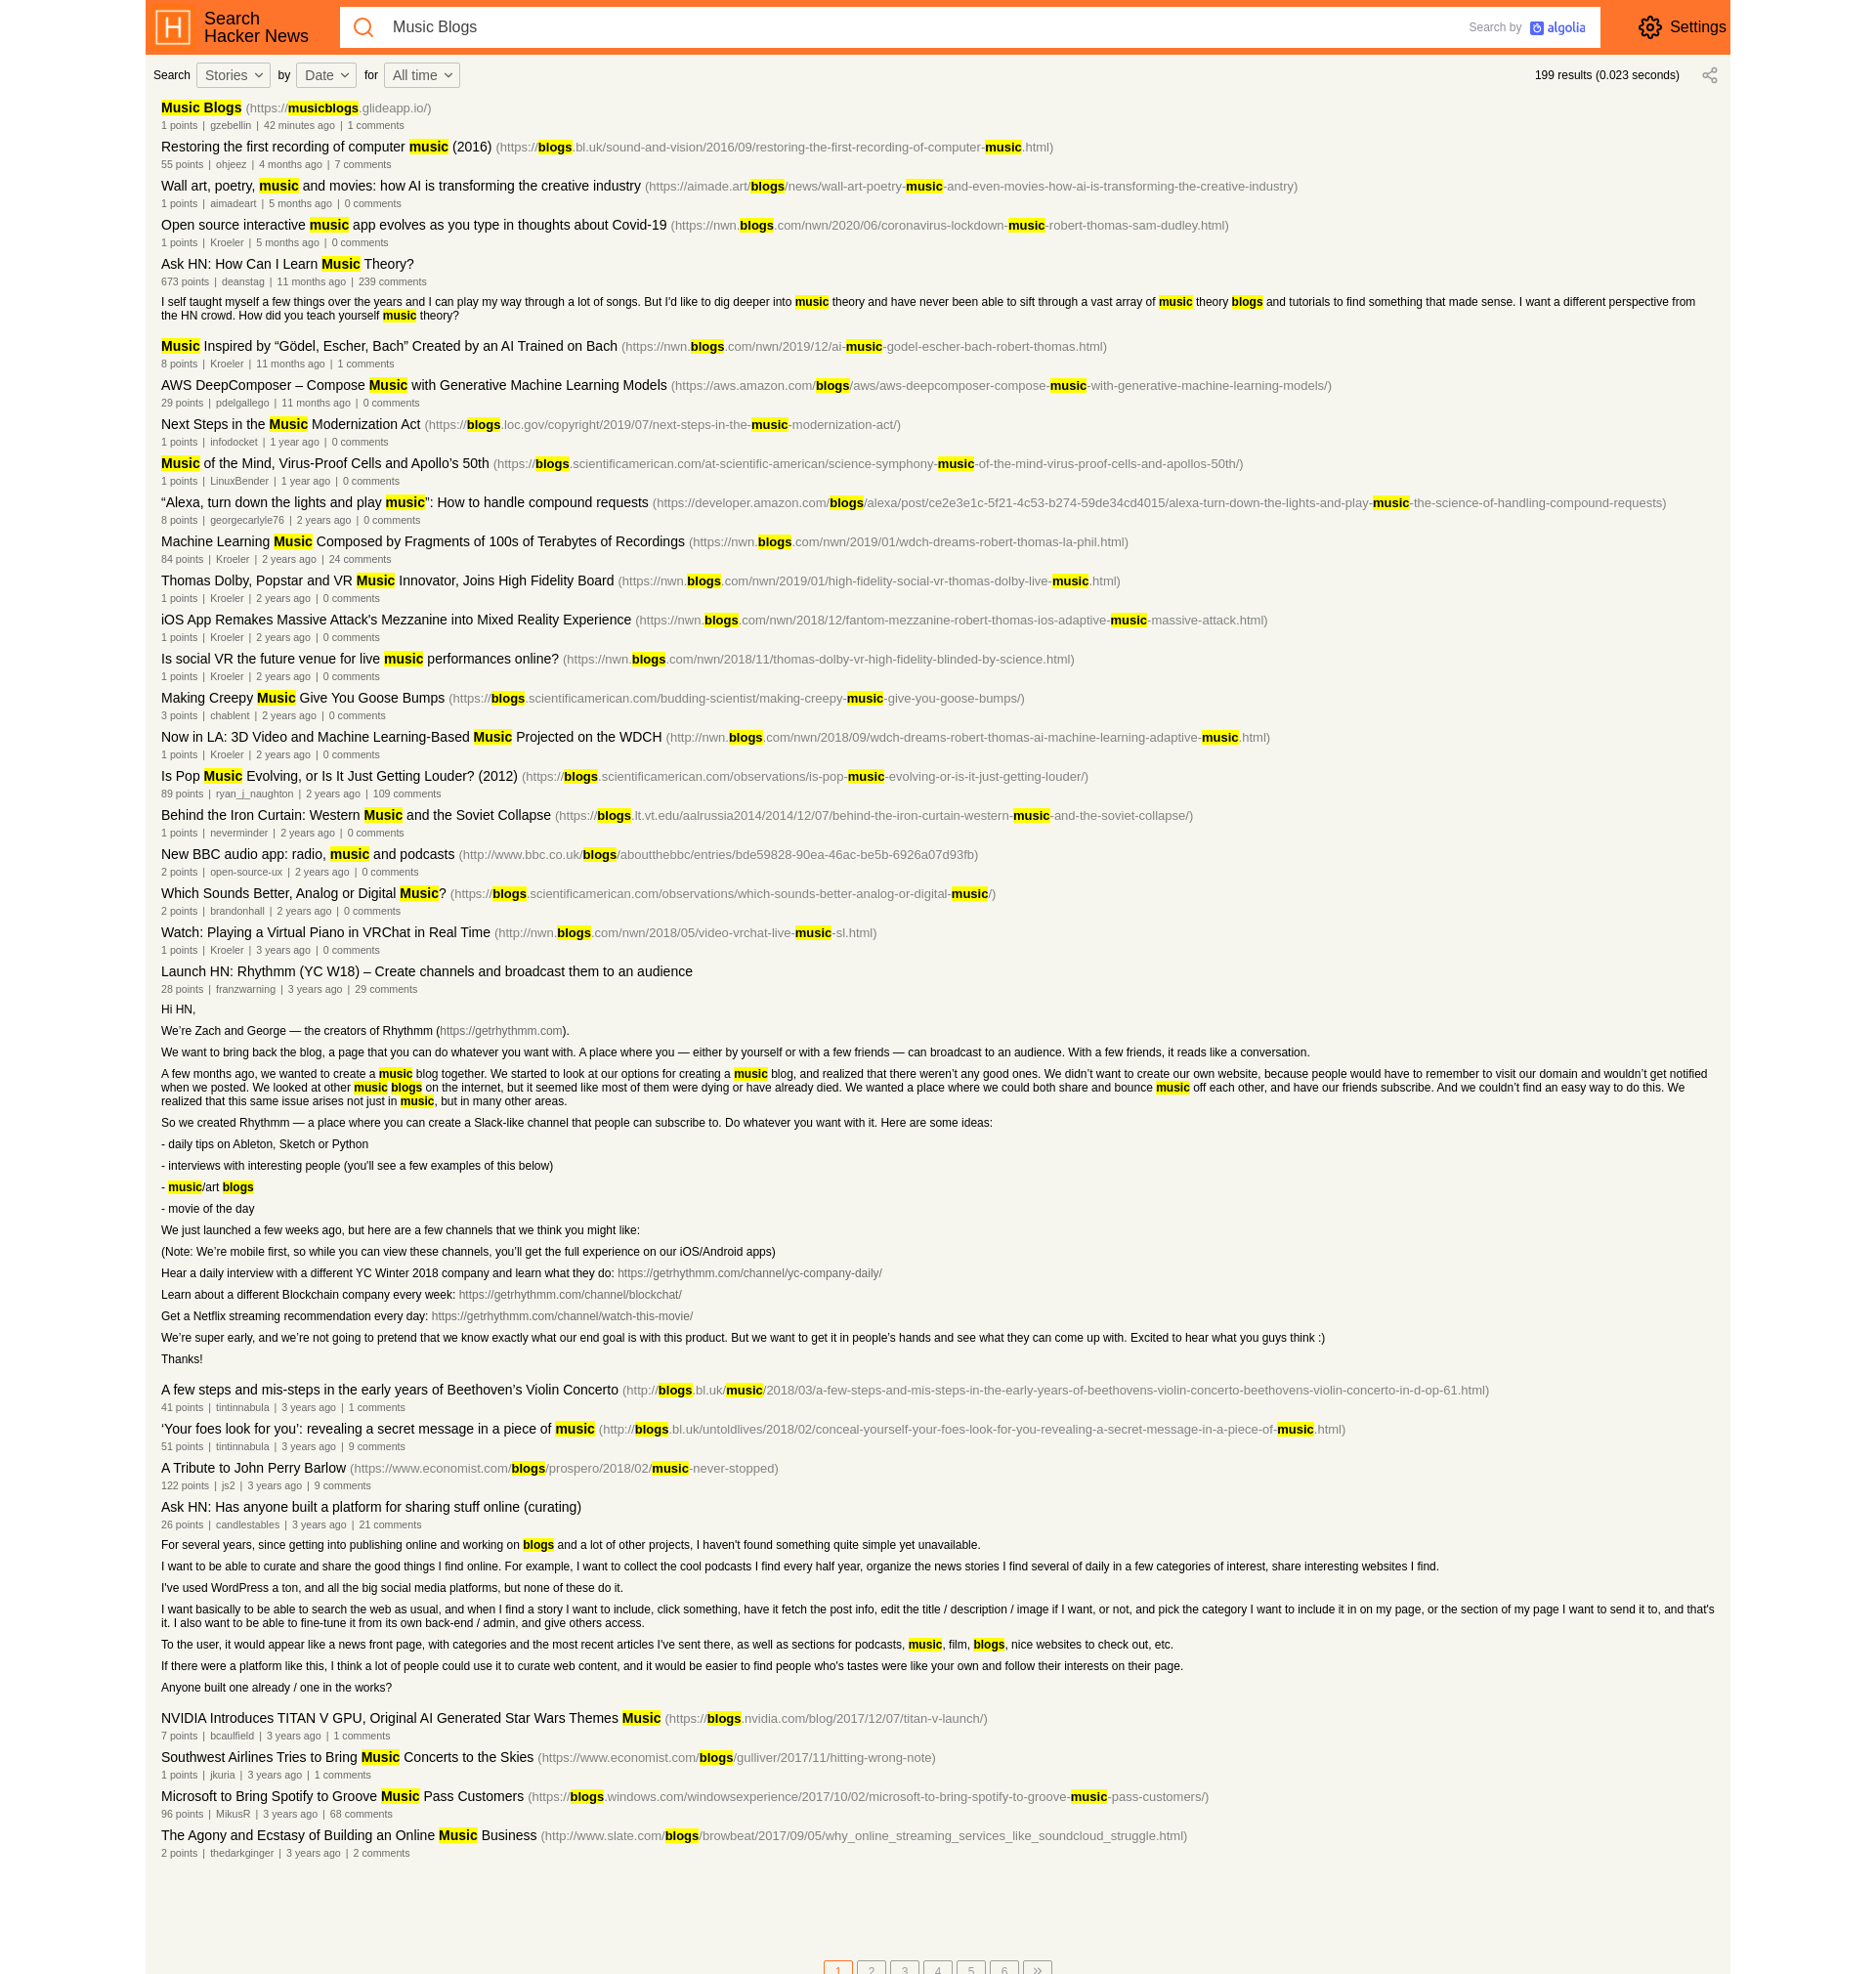 Search
Hacker News
Music Blogs
Search by algolia
Settings
Search Stories by Date for All time
199 results (0.023 seconds)
Music Blogs (https://musicblogs.glideapp.io/)
1 points | gzebellin | 42 minutes ago | 1 comments
Restoring the first recording of computer music (2016) (https://blogs.bl.uk/sound-and-vision/2016/09/restoring-the-first-recording-of-computer-music.html)
55 points | ohjeez | 4 months ago | 7 comments
Wall art, poetry, music and movies: how AI is transforming the creative industry (https://aimade.art/blogs/news/wall-art-poetry-music-and-even-movies-how-ai-is-transforming-the-creative-industry)
1 points | aimadeart | 5 months ago | 0 comments
Open source interactive music app evolves as you type in thoughts about Covid-19 (https://nwn.blogs.com/nwn/2020/06/coronavirus-lockdown-music-robert-thomas-sam-dudley.html)
1 points | Kroeler | 5 months ago | 0 comments
Ask HN: How Can I Learn Music Theory?
673 points | deanstag | 11 months ago | 239 comments
I self taught myself a few things over the years and I can play my way through a lot of songs. But I'd like to dig deeper into music theory and have never been able to sift through a vast array of music theory blogs and tutorials to find something that made sense. I want a different perspective from
the HN crowd. How did you teach yourself music theory?
Music Inspired by “Gödel, Escher, Bach” Created by an AI Trained on Bach (https://nwn.blogs.com/nwn/2019/12/ai-music-godel-escher-bach-robert-thomas.html)
8 points | Kroeler | 11 months ago | 1 comments
AWS DeepComposer – Compose Music with Generative Machine Learning Models (https://aws.amazon.com/blogs/aws/aws-deepcomposer-compose-music-with-generative-machine-learning-models/)
29 points | pdelgallego | 11 months ago | 0 comments
Next Steps in the Music Modernization Act (https://blogs.loc.gov/copyright/2019/07/next-steps-in-the-music-modernization-act/)
1 points | infodocket | 1 year ago | 0 comments
Music of the Mind, Virus-Proof Cells and Apollo’s 50th (https://blogs.scientificamerican.com/at-scientific-american/science-symphony-music-of-the-mind-virus-proof-cells-and-apollos-50th/)
1 points | LinuxBender | 1 year ago | 0 comments
“Alexa, turn down the lights and play music”: How to handle compound requests (https://developer.amazon.com/blogs/alexa/post/ce2e3e1c-5f21-4c53-b274-59de34cd4015/alexa-turn-down-the-lights-and-play-music-the-science-of-handling-compound-requests)
8 points | georgecarlyle76 | 2 years ago | 0 comments
Machine Learning Music Composed by Fragments of 100s of Terabytes of Recordings (https://nwn.blogs.com/nwn/2019/01/wdch-dreams-robert-thomas-la-phil.html)
84 points | Kroeler | 2 years ago | 24 comments
Thomas Dolby, Popstar and VR Music Innovator, Joins High Fidelity Board (https://nwn.blogs.com/nwn/2019/01/high-fidelity-social-vr-thomas-dolby-live-music.html)
1 points | Kroeler | 2 years ago | 0 comments
iOS App Remakes Massive Attack's Mezzanine into Mixed Reality Experience (https://nwn.blogs.com/nwn/2018/12/fantom-mezzanine-robert-thomas-ios-adaptive-music-massive-attack.html)
1 points | Kroeler | 2 years ago | 0 comments
Is social VR the future venue for live music performances online? (https://nwn.blogs.com/nwn/2018/11/thomas-dolby-vr-high-fidelity-blinded-by-science.html)
1 points | Kroeler | 2 years ago | 0 comments
Making Creepy Music Give You Goose Bumps (https://blogs.scientificamerican.com/budding-scientist/making-creepy-music-give-you-goose-bumps/)
3 points | chablent | 2 years ago | 0 comments
Now in LA: 3D Video and Machine Learning-Based Music Projected on the WDCH (http://nwn.blogs.com/nwn/2018/09/wdch-dreams-robert-thomas-ai-machine-learning-adaptive-music.html)
1 points | Kroeler | 2 years ago | 0 comments
Is Pop Music Evolving, or Is It Just Getting Louder? (2012) (https://blogs.scientificamerican.com/observations/is-pop-music-evolving-or-is-it-just-getting-louder/)
89 points | ryan_j_naughton | 2 years ago | 109 comments
Behind the Iron Curtain: Western Music and the Soviet Collapse (https://blogs.lt.vt.edu/aalrussia2014/2014/12/07/behind-the-iron-curtain-western-music-and-the-soviet-collapse/)
1 points | neverminder | 2 years ago | 0 comments
New BBC audio app: radio, music and podcasts (http://www.bbc.co.uk/blogs/aboutthebbc/entries/bde59828-90ea-46ac-be5b-6926a07d93fb)
2 points | open-source-ux | 2 years ago | 0 comments
Which Sounds Better, Analog or Digital Music? (https://blogs.scientificamerican.com/observations/which-sounds-better-analog-or-digital-music/)
2 points | brandonhall | 2 years ago | 0 comments
Watch: Playing a Virtual Piano in VRChat in Real Time (http://nwn.blogs.com/nwn/2018/05/video-vrchat-live-music-sl.html)
1 points | Kroeler | 3 years ago | 0 comments
Launch HN: Rhythmm (YC W18) – Create channels and broadcast them to an audience
28 points | franzwarning | 3 years ago | 29 comments
Hi HN,
We’re Zach and George — the creators of Rhythmm (https://getrhythmm.com).
We want to bring back the blog, a page that you can do whatever you want with. A place where you — either by yourself or with a few friends — can broadcast to an audience. With a few friends, it reads like a conversation.
A few months ago, we wanted to create a music blog together. We started to look at our options for creating a music blog, and realized that there weren’t any good ones. We didn’t want to create our own website, because people would have to remember to visit our domain and wouldn’t get notified
when we posted. We looked at other music blogs on the internet, but it seemed like most of them were dying or have already died. We wanted a place where we could both share and bounce music off each other, and have our friends subscribe. And we couldn’t find an easy way to do this. We
realized that this same issue arises not just in music, but in many other areas.
So we created Rhythmm — a place where you can create a Slack-like channel that people can subscribe to. Do whatever you want with it. Here are some ideas:
- daily tips on Ableton, Sketch or Python
- interviews with interesting people (you'll see a few examples of this below)
- music/art blogs
- movie of the day
We just launched a few weeks ago, but here are a few channels that we think you might like:
(Note: We’re mobile first, so while you can view these channels, you’ll get the full experience on our iOS/Android apps)
Hear a daily interview with a different YC Winter 2018 company and learn what they do: https://getrhythmm.com/channel/yc-company-daily/
Learn about a different Blockchain company every week: https://getrhythmm.com/channel/blockchat/
Get a Netflix streaming recommendation every day: https://getrhythmm.com/channel/watch-this-movie/
We’re super early, and we’re not going to pretend that we know exactly what our end goal is with this product. But we want to get it in people’s hands and see what they can come up with. Excited to hear what you guys think :)
Thanks!
A few steps and mis-steps in the early years of Beethoven’s Violin Concerto (http://blogs.bl.uk/music/2018/03/a-few-steps-and-mis-steps-in-the-early-years-of-beethovens-violin-concerto-beethovens-violin-concerto-in-d-op-61.html)
41 points | tintinnabula | 3 years ago | 1 comments
‘Your foes look for you’: revealing a secret message in a piece of music (http://blogs.bl.uk/untoldlives/2018/02/conceal-yourself-your-foes-look-for-you-revealing-a-secret-message-in-a-piece-of-music.html)
51 points | tintinnabula | 3 years ago | 9 comments
A Tribute to John Perry Barlow (https://www.economist.com/blogs/prospero/2018/02/music-never-stopped)
122 points | js2 | 3 years ago | 9 comments
Ask HN: Has anyone built a platform for sharing stuff online (curating)
26 points | candlestables | 3 years ago | 21 comments
For several years, since getting into publishing online and working on blogs and a lot of other projects, I haven't found something quite simple yet unavailable.
I want to be able to curate and share the good things I find online. For example, I want to collect the cool podcasts I find every half year, organize the news stories I find several of daily in a few categories of interest, share interesting websites I find.
I've used WordPress a ton, and all the big social media platforms, but none of these do it.
I want basically to be able to search the web as usual, and when I find a story I want to include, click something, have it fetch the post info, edit the title / description / image if I want, or not, and pick the category I want to include it in on my page, or the section of my page I want to send it to, and that's
it. I also want to be able to fine-tune it from its own back-end / admin, and give others access.
To the user, it would appear like a news front page, with categories and the most recent articles I've sent there, as well as sections for podcasts, music, film, blogs, nice websites to check out, etc.
If there were a platform like this, I think a lot of people could use it to curate web content, and it would be easier to find people who's tastes were like your own and follow their interests on their page.
Anyone built one already / one in the works?
NVIDIA Introduces TITAN V GPU, Original AI Generated Star Wars Themes Music (https://blogs.nvidia.com/blog/2017/12/07/titan-v-launch/)
7 points | bcaulfield | 3 years ago | 1 comments
Southwest Airlines Tries to Bring Music Concerts to the Skies (https://www.economist.com/blogs/gulliver/2017/11/hitting-wrong-note)
1 points | jkuria | 3 years ago | 1 comments
Microsoft to Bring Spotify to Groove Music Pass Customers (https://blogs.windows.com/windowsexperience/2017/10/02/microsoft-to-bring-spotify-to-groove-music-pass-customers/)
96 points | MikusR | 3 years ago | 68 comments
The Agony and Ecstasy of Building an Online Music Business (http://www.slate.com/blogs/browbeat/2017/09/05/why_online_streaming_services_like_soundcloud_struggle.html)
2 points | thedarkginger | 3 years ago | 2 comments
1 2 3 4 5 6 »